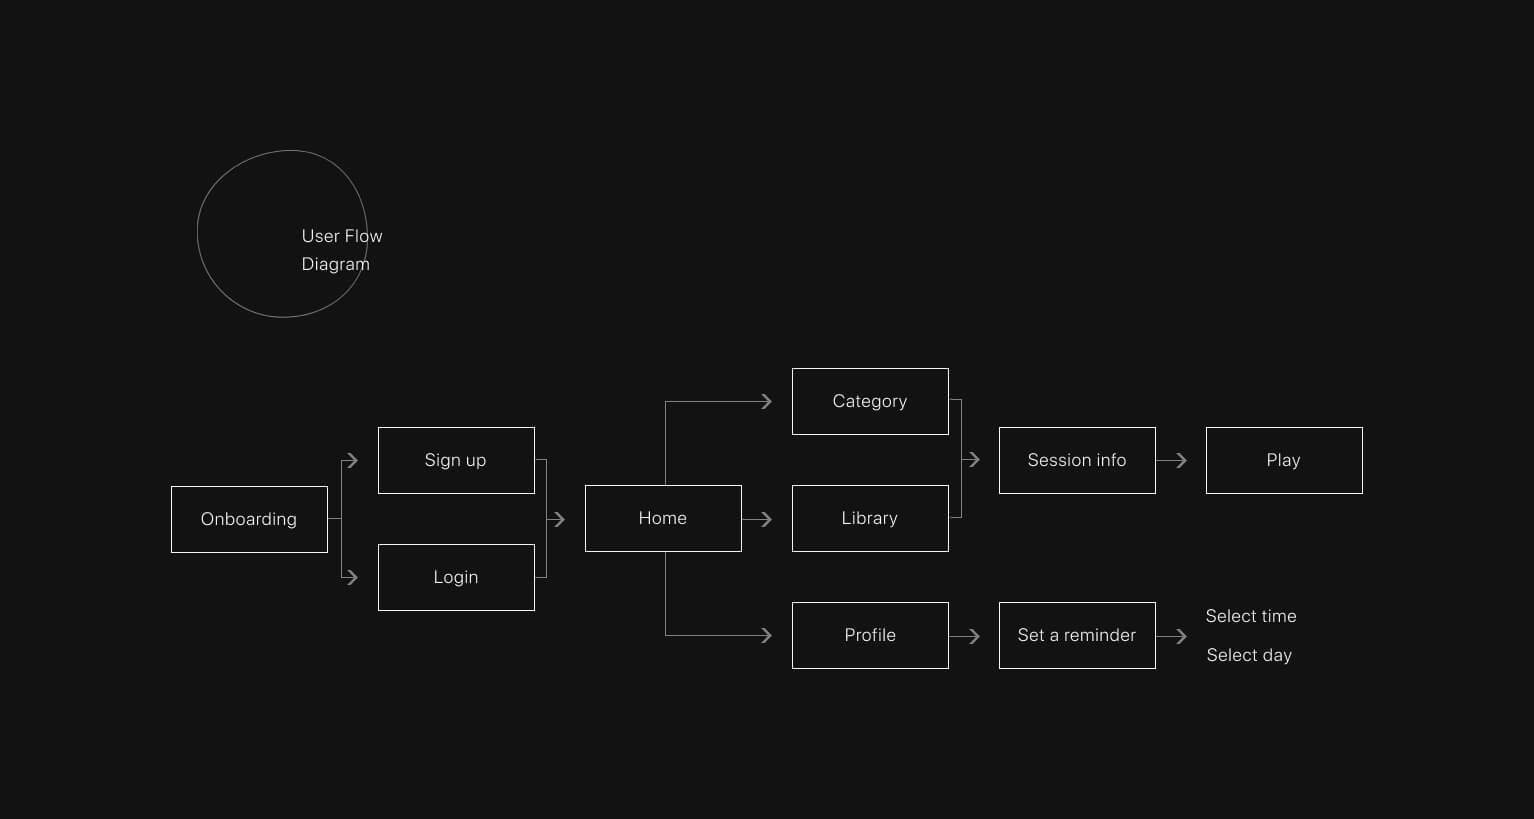 User Flow
Diagram
Onboarding
Sign up
Login
Home
Category
Library
Profile
Session info
Play
Set a reminder
Select time
Select day